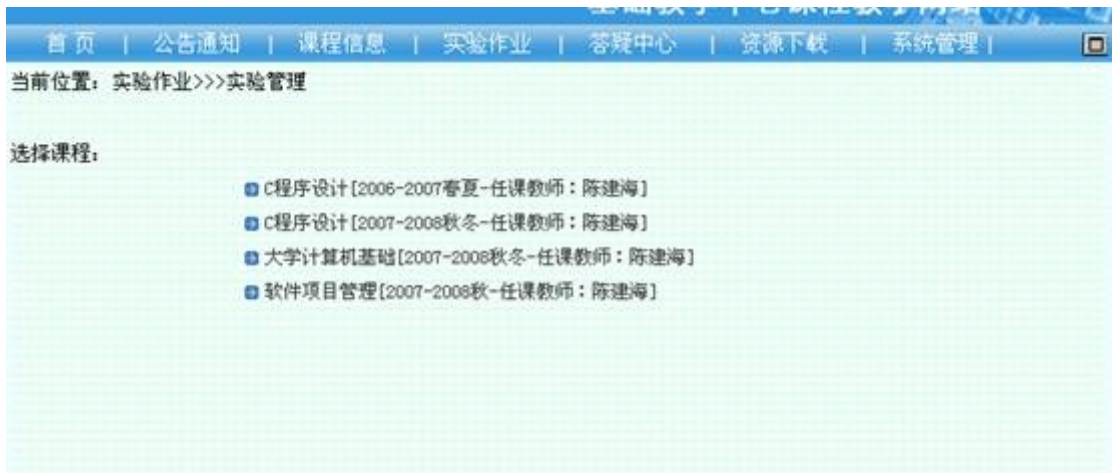 首 页 | 公告通知 | 课程信息 | 实验作业 | 答疑中心 | 资源下载 | 系统管理 |
当前位置：实验作业>>>实验管理
选择课程：
C程序设计[2006-2007春夏-任课教师：陈建海]
C程序设计[2007-2008秋冬-任课教师：陈建海]
大学计算机基础[2007-2008秋冬-任课教师：陈建海]
软件项目管理[2007-2008秋-任课教师：陈建海]